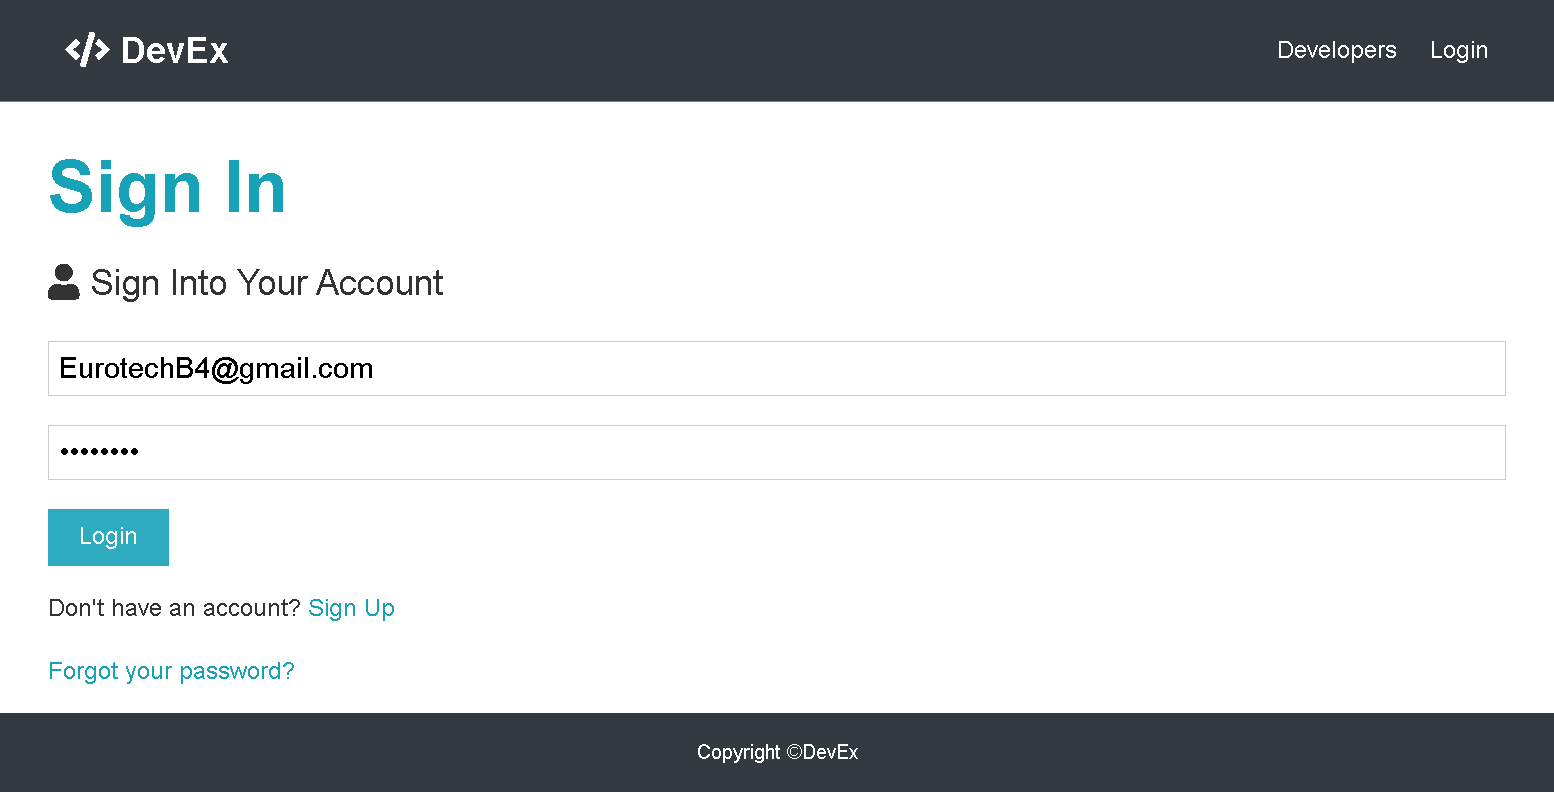 DevEx
Developers Login
Sign In
Sign Into Your Account
EurotechB4@gmail.com
••••••••
Login
Don't have an account? Sign Up
Forgot your password?
Copyright ©DevEx